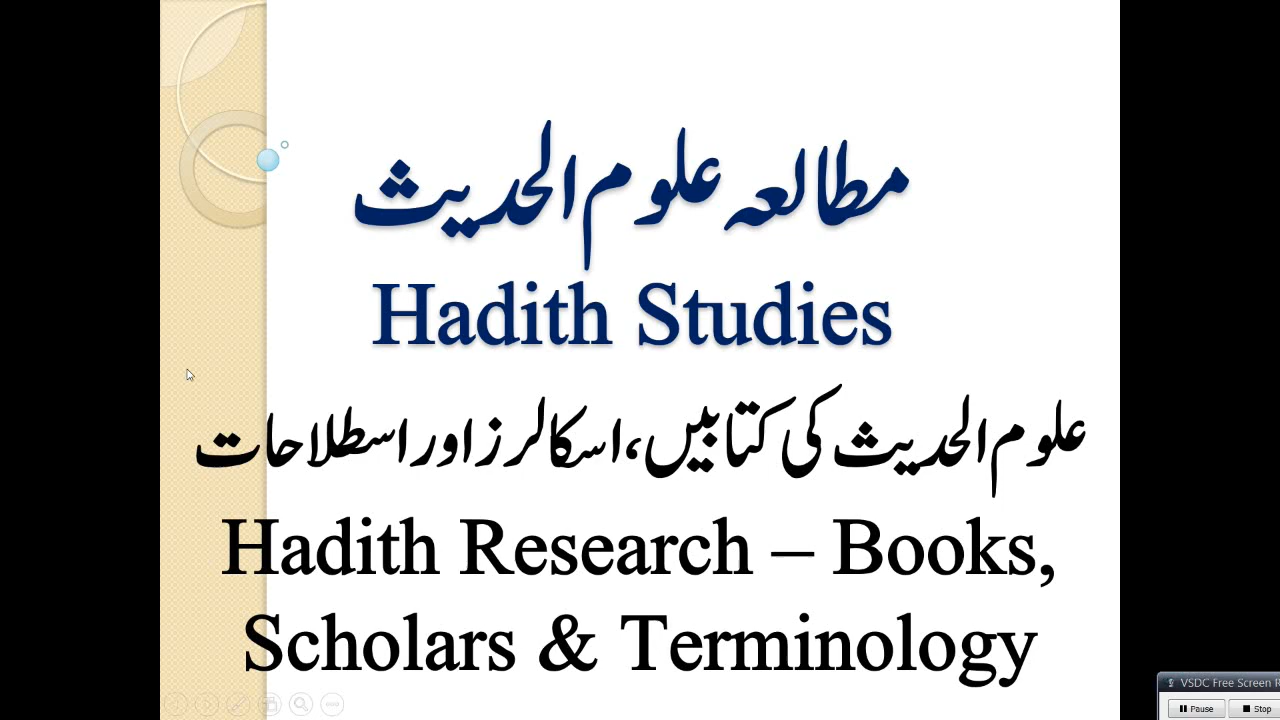 مطالعہ علوم الحدیث
Hadith Studies
علوم الحدیث کی کتابیں، اسکالرز اور اسطلاحات
Hadith Research – Books,
Scholars & Terminology
VSDC Free Screen R
Pause Stop